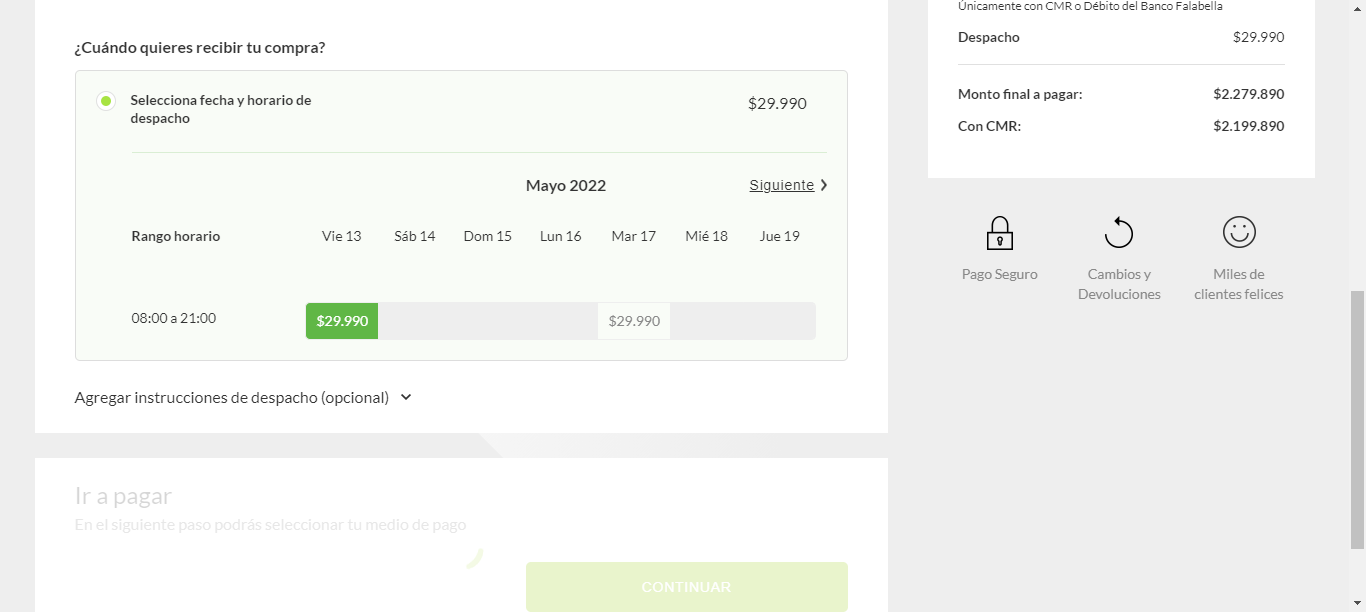 ¿Cuándo quieres recibir tu compra?
Selecciona fecha y horario de
despacho
$29.990
Mayo 2022
Siguiente
Rango horario
Vie 13
Sáb 14
Dom 15
Lun 16
Mar 17
Mié 18
Jue 19
08:00 a 21:00
$29.990
$29.990
Agregar instrucciones de despacho (opcional)
Ir a pagar
En el siguiente paso podrás seleccionar tu medio de pago
CONTINUAR
Únicamente con CMR o Débito del Banco Falabella
Despacho
$29.990
Monto final a pagar:
$2.279.890
Con CMR:
$2.199.890
Pago Seguro
Cambios y
Devoluciones
Miles de
clientes felices